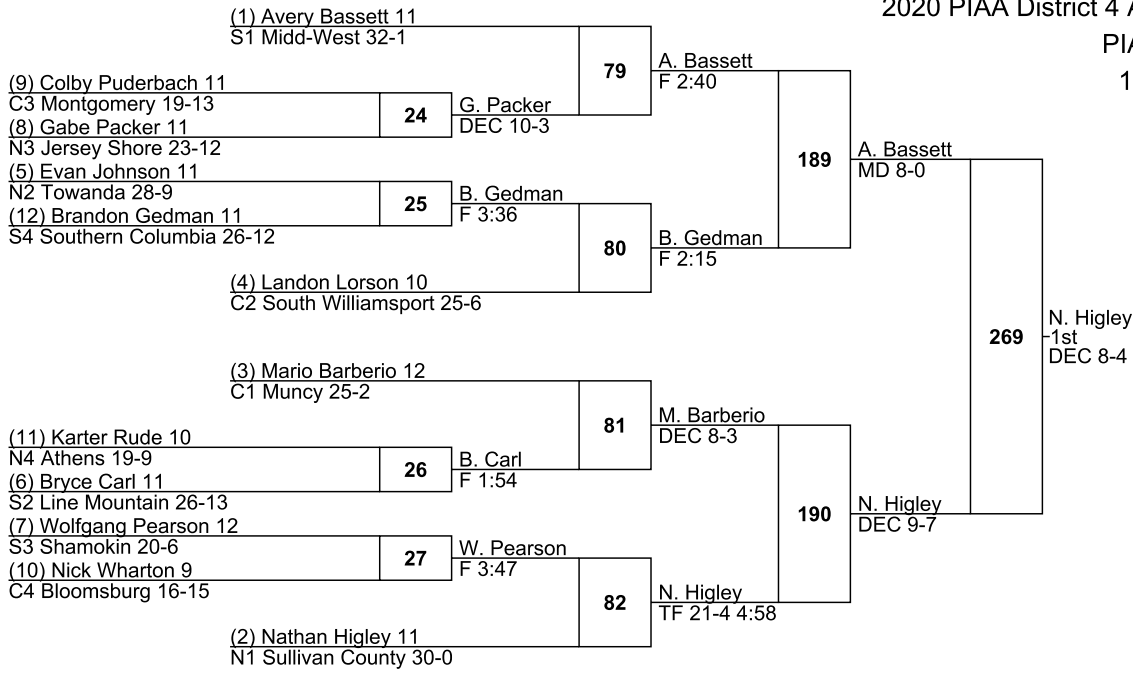 2020 PIAA District 4 A
PIA
1
(1) Avery Bassett 11
S1 Midd-West 32-1
79
A. Bassett
F 2:40
(9) Colby Puderbach 11
C3 Montgomery 19-13
24
G. Packer
DEC 10-3
(8) Gabe Packer 11
N3 Jersey Shore 23-12
189
A. Bassett
MD 8-0
(5) Evan Johnson 11
N2 Towanda 28-9
25
B. Gedman
F 3:36
(12) Brandon Gedman 11
S4 Southern Columbia 26-12
80
B. Gedman
F 2:15
(4) Landon Lorson 10
C2 South Williamsport 25-6
269
N. Higley
1st
DEC 8-4
(3) Mario Barberio 12
C1 Muncy 25-2
81
M. Barberio
DEC 8-3
(11) Karter Rude 10
N4 Athens 19-9
26
B. Carl
F 1:54
(6) Bryce Carl 11
S2 Line Mountain 26-13
190
N. Higley
DEC 9-7
(7) Wolfgang Pearson 12
S3 Shamokin 20-6
27
W. Pearson
F 3:47
(10) Nick Wharton 9
C4 Bloomsburg 16-15
82
N. Higley
TF 21-4 4:58
(2) Nathan Higley 11
N1 Sullivan County 30-0